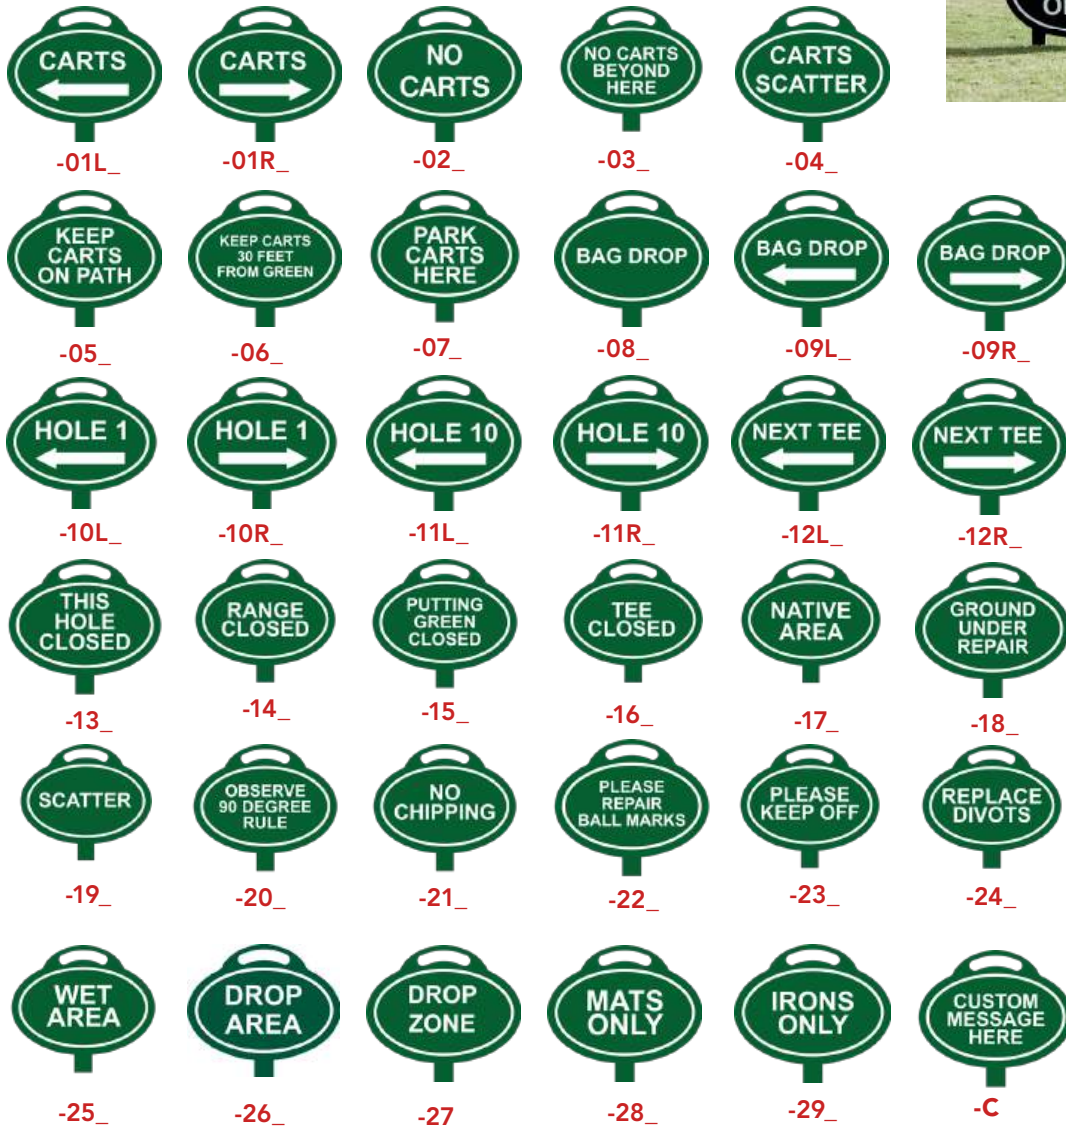 CARTS
CARTS
NO
CARTS
NO CARTS
BEYOND
HERE
CARTS
SCATTER
-01L_
-01R_
-02_
-03_
-04_
KEEP
CARTS
ON PATH
KEEP CARTS
30 FEET
FROM GREEN
PARK
CARTS
HERE
BAG DROP
BAG DROP
BAG DROP
-05_
-06_
-07_
-08_
-09L_
-09R_
HOLE 1
HOLE 1
HOLE 10
HOLE 10
NEXT TEE
NEXT TEE
-10L_
-10R_
-11L_
-11R_
-12L_
-12R_
THIS
HOLE
CLOSED
RANGE
CLOSED
PUTTING
GREEN
CLOSED
TEE
CLOSED
NATIVE
AREA
GROUND
UNDER
REPAIR
-13_
-14_
-15_
-16_
-17_
-18_
SCATTER
OBSERVE
90 DEGREE
RULE
NO
CHIPPING
PLEASE
REPAIR
BALL MARKS
PLEASE
KEEP OFF
REPLACE
DIVOTS
-19_
-20_
-21_
-22_
-23_
-24_
WET
AREA
DROP
AREA
DROP
ZONE
MATS
ONLY
IRONS
ONLY
CUSTOM
MESSAGE
HERE
-25_
-26_
-27
-28_
-29_
-C